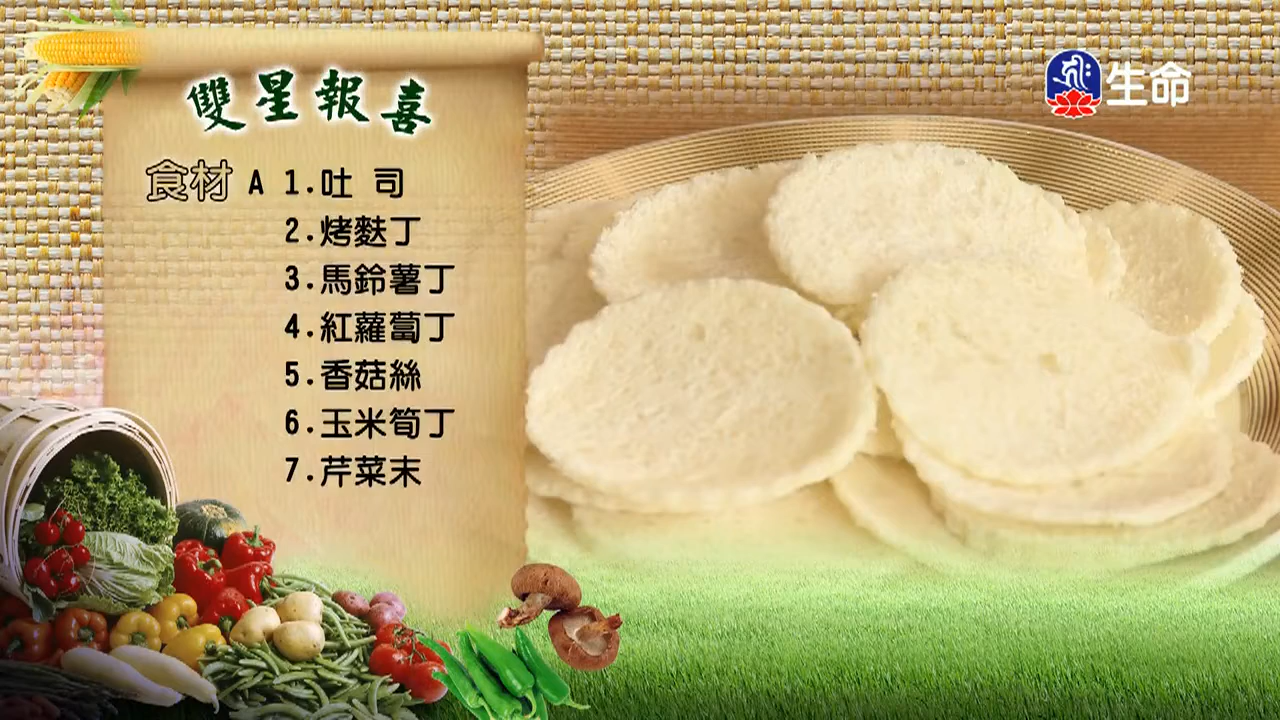 雙星報喜
生命
食材 A 1.吐 司
2.烤麩丁
3.馬鈴薯丁
4.紅蘿蔔丁
5.香菇絲
6.玉米筍丁
7.芹菜末